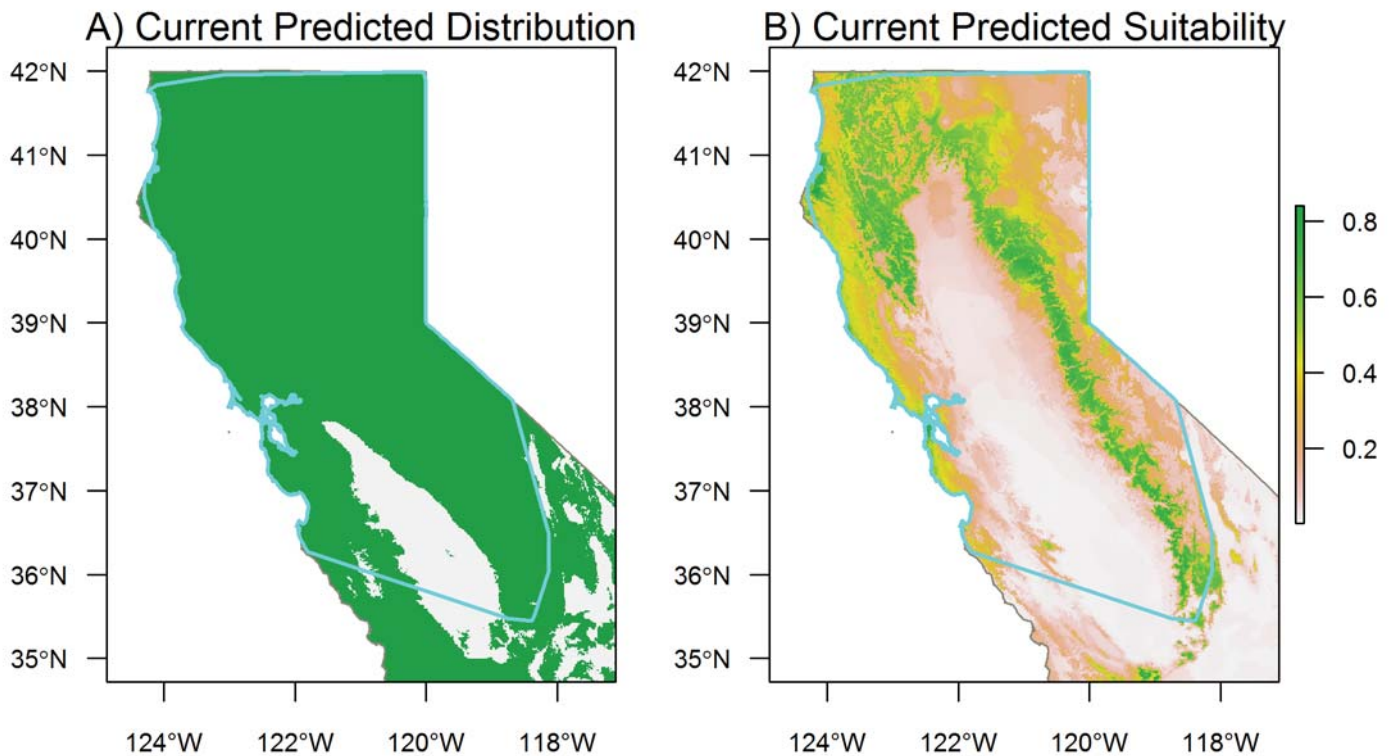 A) Current Predicted Distribution
42°N
41°N
40°N
39°N
38°N
37°N
36°N
35°N
124°W 122°W 120°W 118°W
B) Current Predicted Suitability
42°N
41°N
40°N
39°N
38°N
37°N
36°N
35°N
124°W 122°W 120°W 118°W
0.8
0.6
0.4
0.2